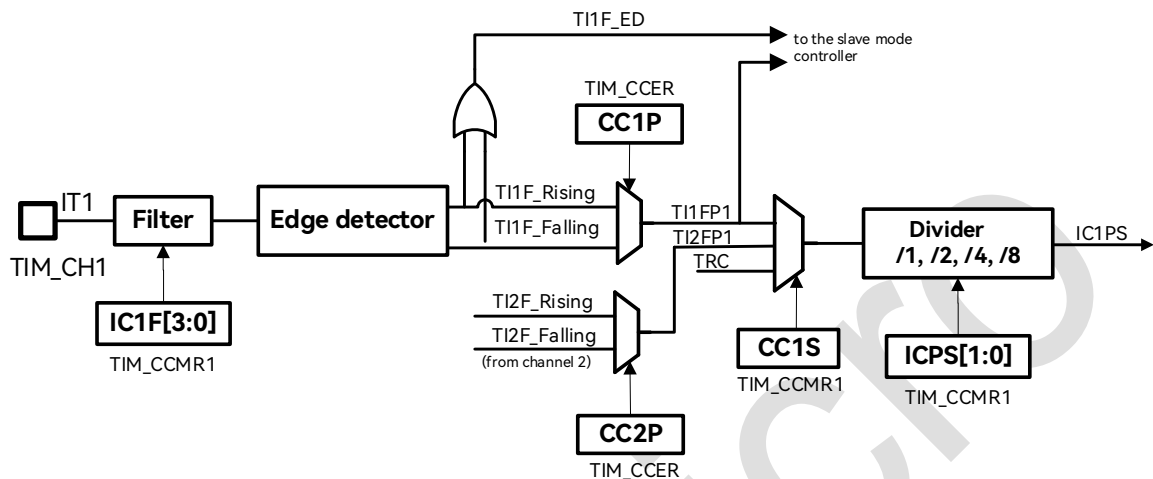 TI1F_ED
to the slave mode
controller
TIM_CCER
CC1P
IT1
Filter
Edge detector
TI1F_Rising
TI1F_Falling
TI1FP1
TI2FP1
TRC
Divider
/1, /2, /4, /8
IC1PS
TIM_CH1
IC1F[3:0]
TIM_CCMR1
TI2F_Rising
TI2F_Falling
(from channel 2)
CC1S
TIM_CCMR1
ICPS[1:0]
TIM_CCMR1
CC2P
TIM_CCER
cro